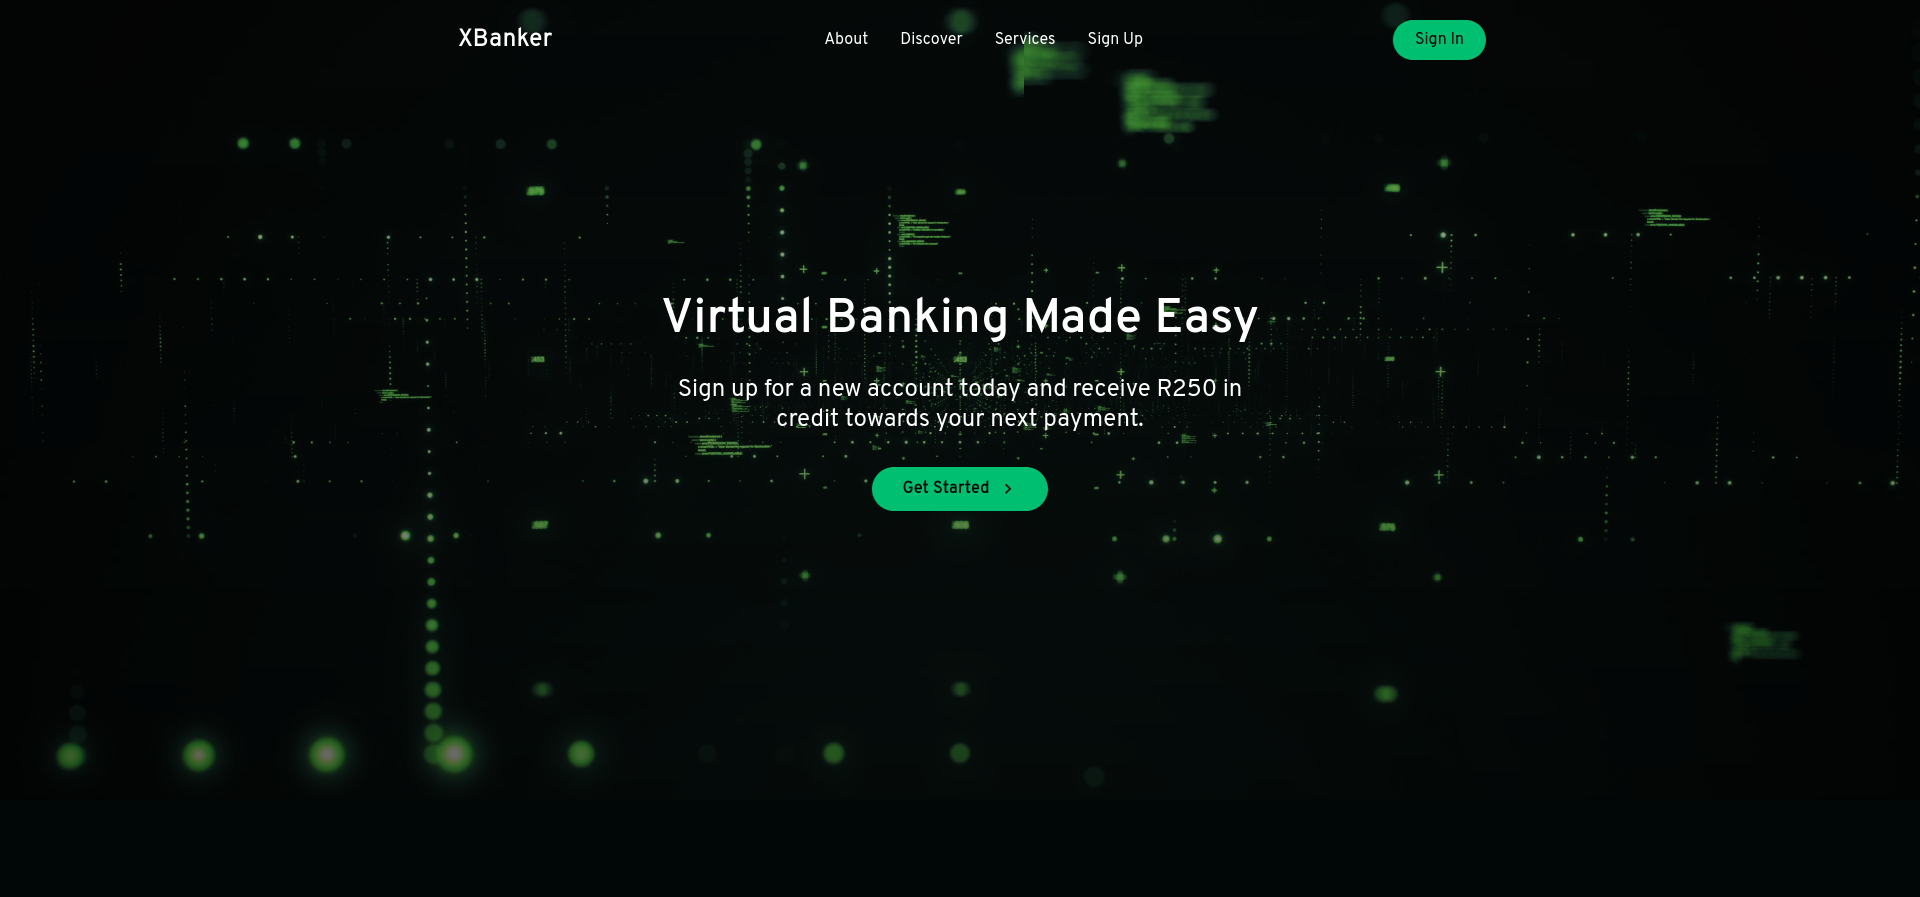 XBanker
About
Discover
Services
Sign Up
Sign In
Virtual Banking Made Easy
Sign up for a new account today and receive R250 in
credit towards your next payment.
Get Started